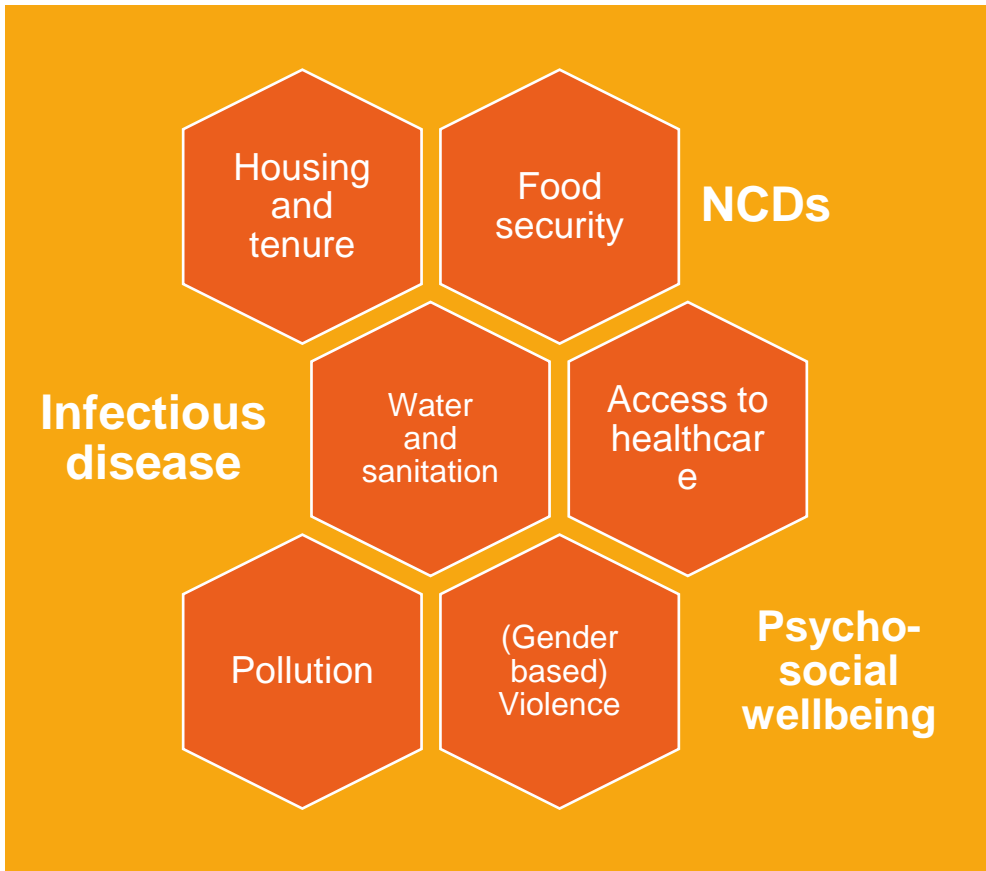 Housing
and
tenure
Food
security
NCDs
Infectious
disease
Water
and
sanitation
Access to
healthcar
e
Pollution
(Gender
based)
Violence
Psycho-
social
wellbeing